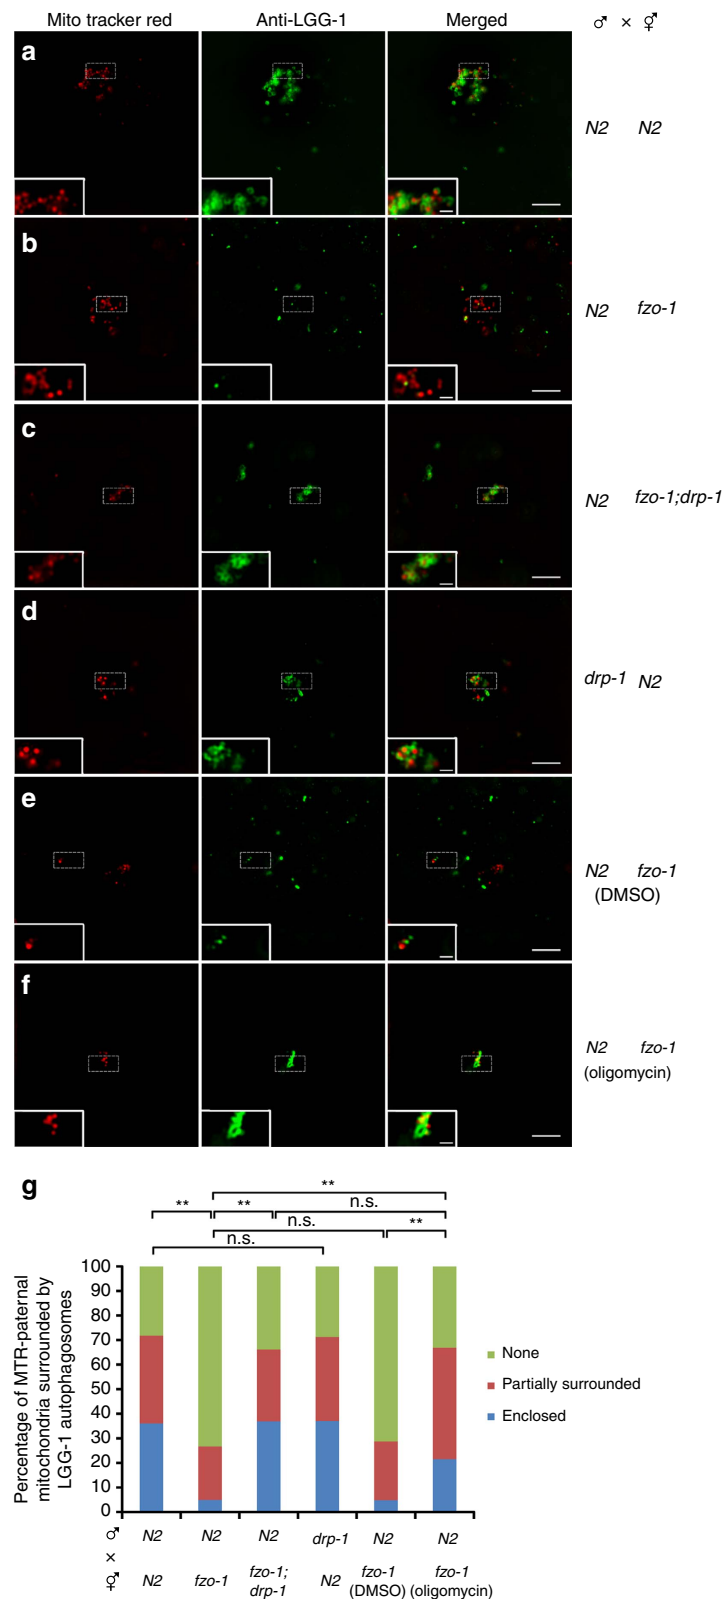 Mito tracker red Anti-LGG-1 Merged ♂ × ⚥
a
N2 N2
b
N2 fzo-1
c
N2 fzo-1;drp-1
d
drp-1 N2
e
N2 fzo-1
(DMSO)
f
N2 fzo-1
(oligomycin)
g
**
** ** n.s.
n.s. **
n.s.
Percentage of MTR-paternal
mitochondria surrounded by
LGG-1 autophagosomes
100
90
80
70
60
50
40
30
20
10
0
None
Partially surrounded
Enclosed
♂ N2 N2 N2 drp-1 N2 N2
×
⚥ N2 fzo-1 fzo-1; drp-1 N2 fzo-1 (DMSO) fzo-1 (oligomycin)